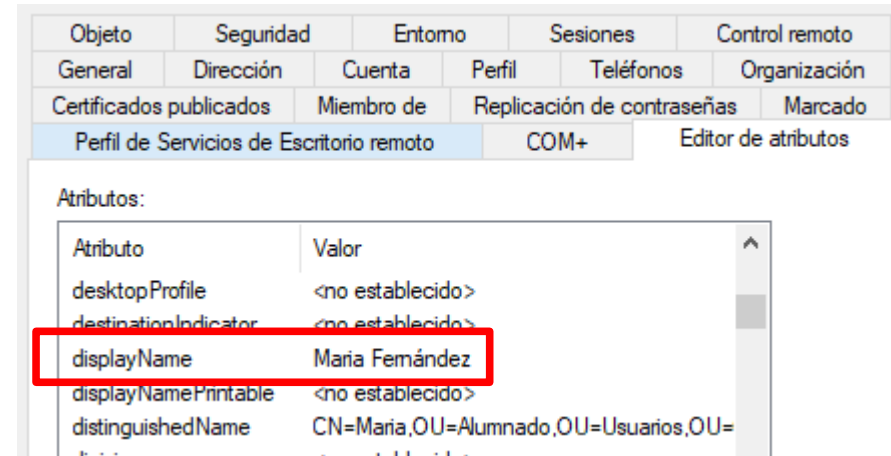 Objeto Seguridad Entorno Sesiones Control remoto
General Dirección Cuenta Perfil Teléfonos Organización
Certificados publicados Miembro de Replicación de contraseñas Marcado
Perfil de Servicios de Escritorio remoto COM+ Editor de atributos
Atributos:
Atributo Valor
desktopProfile <no establecido>
destinationIndicator <no establecido>
displayName Maria Fernández
displayNamePrintable <no establecido>
distinguishedName CN=Maria,OU=Alumnado,OU=Usuarios,OU=